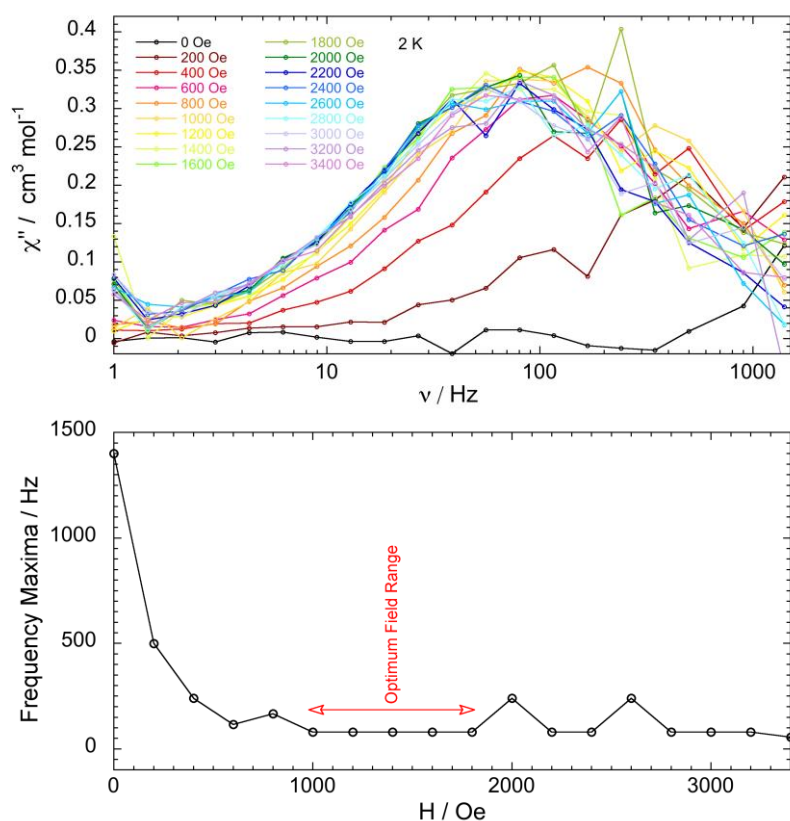 0.4
0.35
0.3
0.25
0.2
0.15
0.1
0.05
0
χ" / cm³ mol⁻¹
0 Oe
200 Oe
400 Oe
600 Oe
800 Oe
1000 Oe
1200 Oe
1400 Oe
1600 Oe
1800 Oe
2000 Oe
2200 Oe
2400 Oe
2600 Oe
2800 Oe
3000 Oe
3200 Oe
3400 Oe
2 K
1 10 100 1000
ν / Hz
1500
1000
500
0
Frequency Maxima / Hz
Optimum Field Range
0 1000 2000 3000
H / Oe